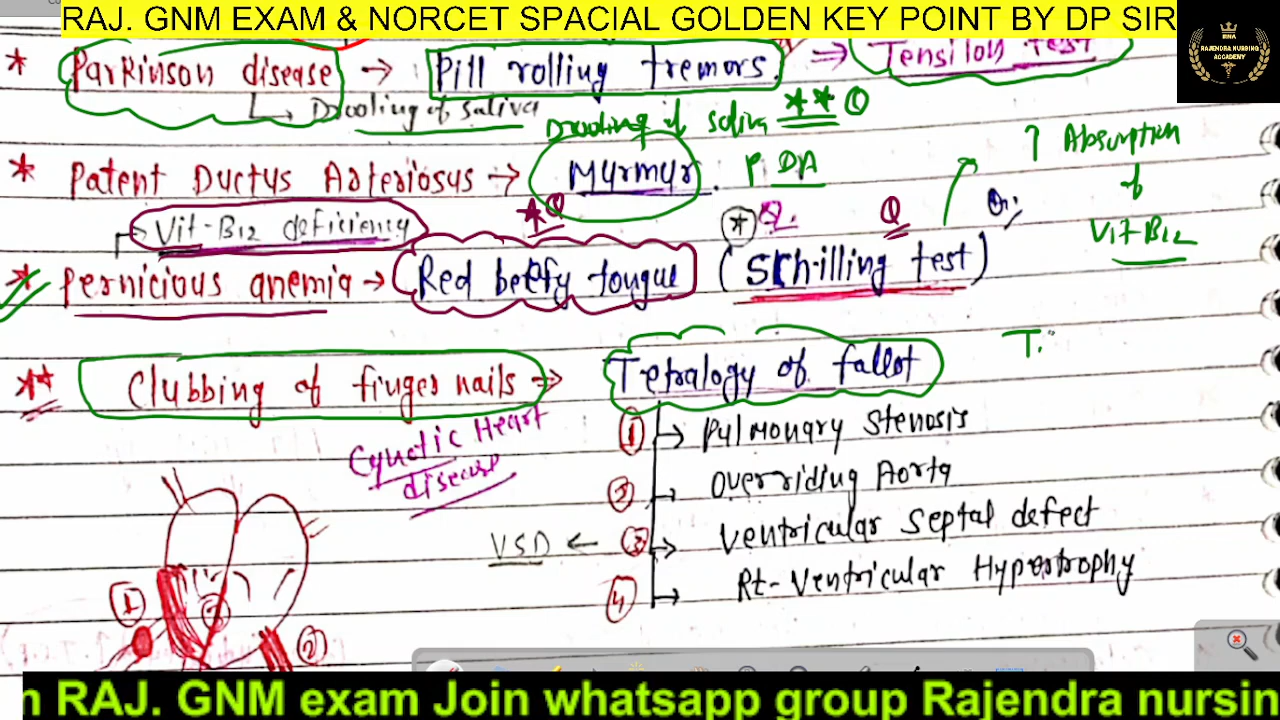 RAJ. GNM EXAM & NORCET SPACIAL GOLDEN KEY POINT BY DP SIR
RNA
RAJENDRA NURSING
ACCADEMY
* Parkinson disease → Pill rolling tremors. ⇒ Tensilon test
↳ Drooling of saliva
Drooling of saliva ** Q
* Patent Ductus Arteriosus → Murmur. PDA
↑ Absorption
of
Vit-B12
Vit-B12 deficiency
* Q
* Q.
Q
* Pernicious anemia → Red beefy tongue (Schilling test)
** Clubbing of finger nails → Tetralogy of fallot
T.
Cynotic Heart
disease
① → Pulmonary Stenosis
② → Overriding Aorta
VSD ← ③ → Ventricular Septal defect
④ → Rt-Ventricular Hypertrophy
①
②
n RAJ. GNM exam Join whatsapp group Rajendra nursin